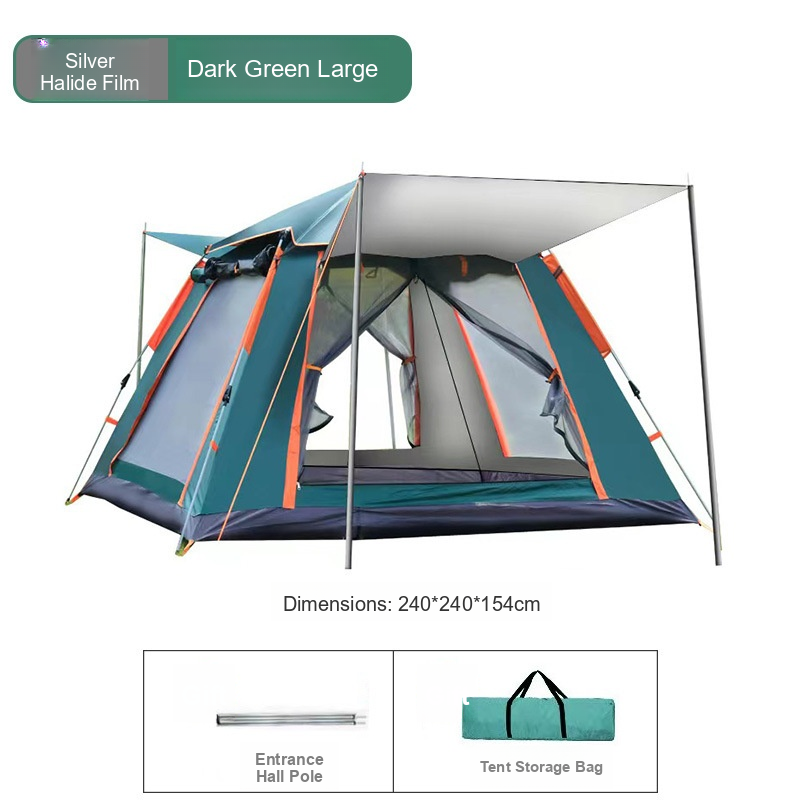 Silver
Halide Film
Dark Green Large
Dimensions: 240*240*154cm
Entrance
Hall Pole
Tent Storage Bag